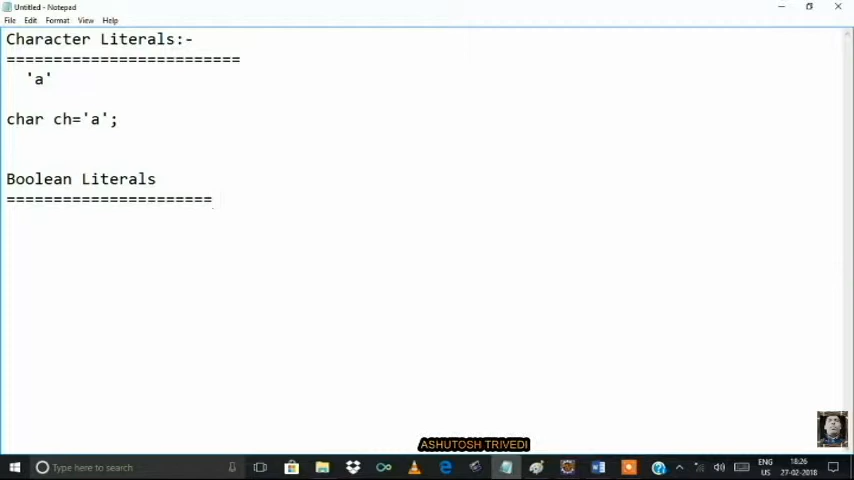 Untitled - Notepad
File Edit Format View Help
Character Literals:-
=========================
'a'
char ch='a';
Boolean Literals
======================
ASHUTOSH TRIVEDI
Type here to search
ENG
US
18:26
27-02-2018